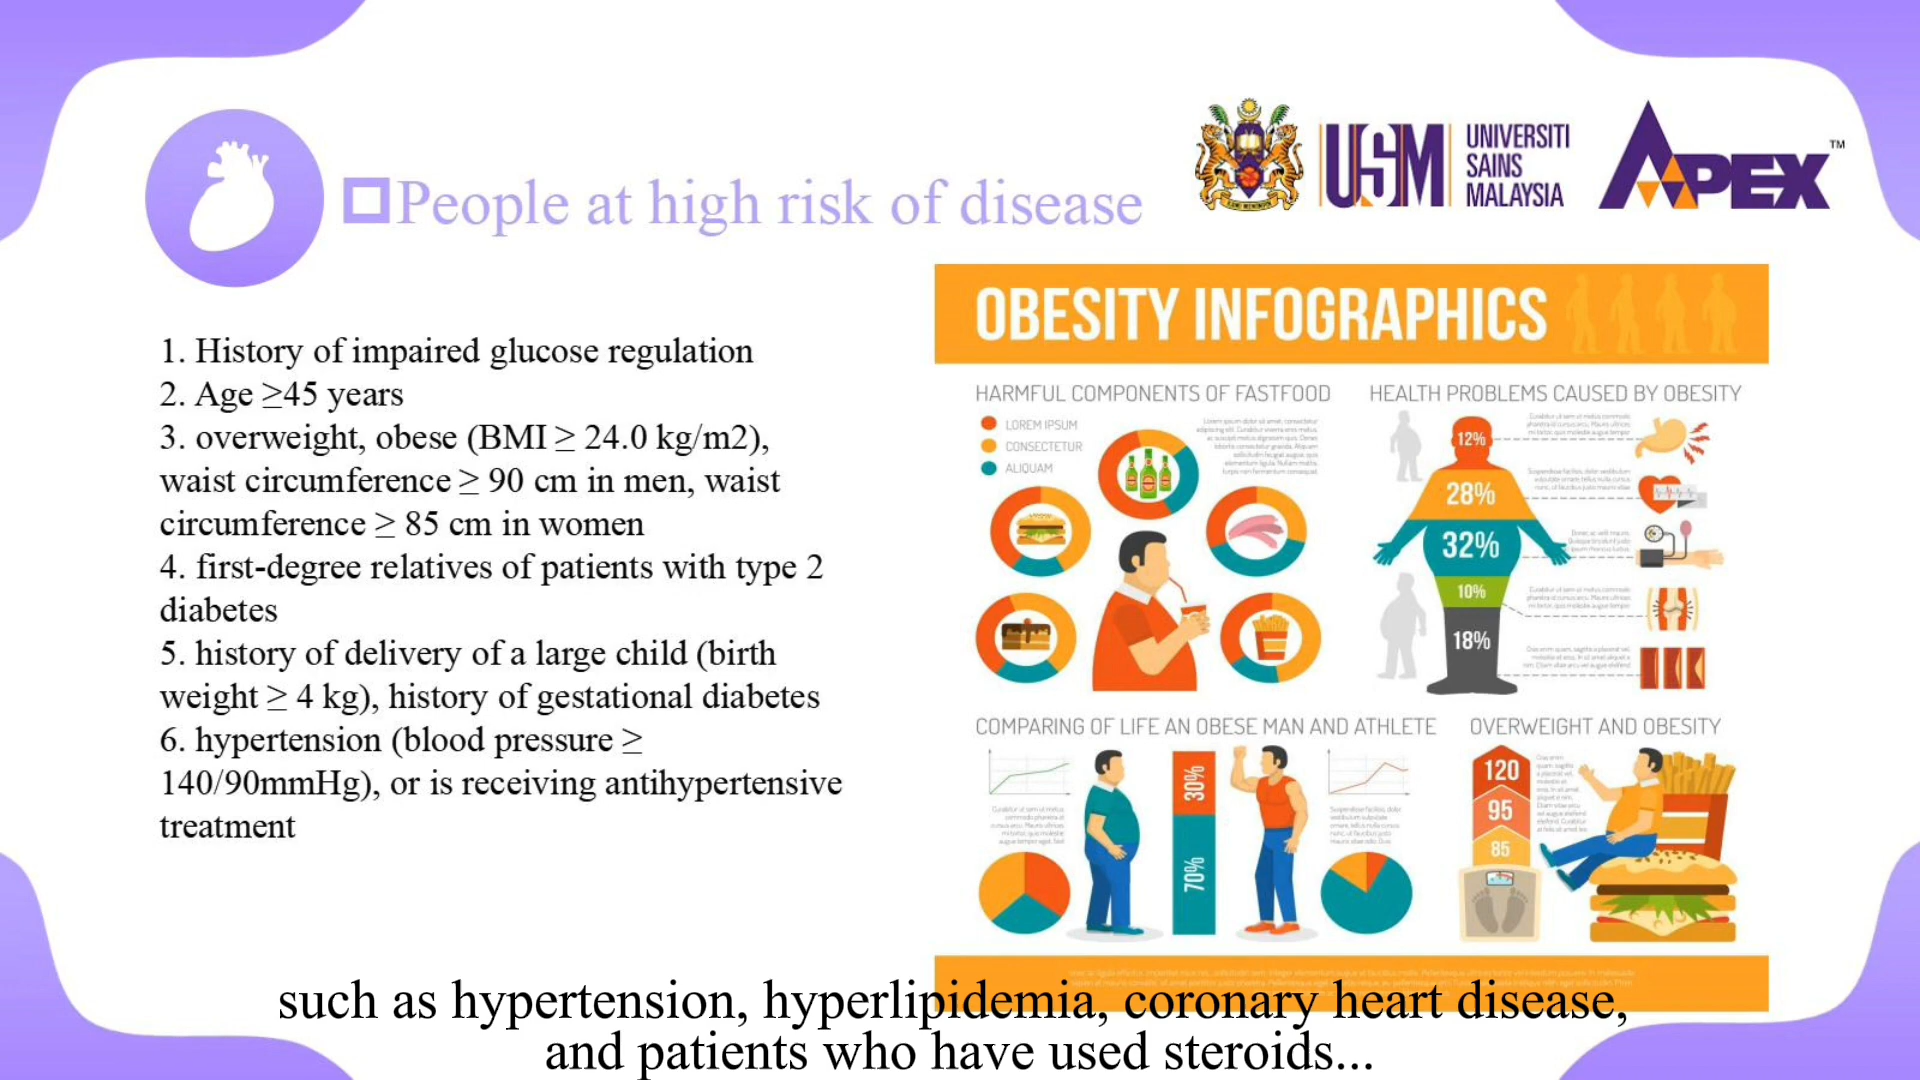 UNIVERSITI
USM SAINS
MALAYSIA
APEX™
People at high risk of disease
1. History of impaired glucose regulation
2. Age ≥45 years
3. overweight, obese (BMI ≥ 24.0 kg/m2),
waist circumference ≥ 90 cm in men, waist
circumference ≥ 85 cm in women
4. first-degree relatives of patients with type 2
diabetes
5. history of delivery of a large child (birth
weight ≥ 4 kg), history of gestational diabetes
6. hypertension (blood pressure ≥
140/90mmHg), or is receiving antihypertensive
treatment
OBESITY INFOGRAPHICS
HARMFUL COMPONENTS OF FASTFOOD
LOREM IPSUM
CONSECTETUR
ALIQUAM
HEALTH PROBLEMS CAUSED BY OBESITY
12%
28%
32%
10%
18%
COMPARING OF LIFE AN OBESE MAN AND ATHLETE
30%
70%
OVERWEIGHT AND OBESITY
120
95
85
such as hypertension, hyperlipidemia, coronary heart disease,
and patients who have used steroids...